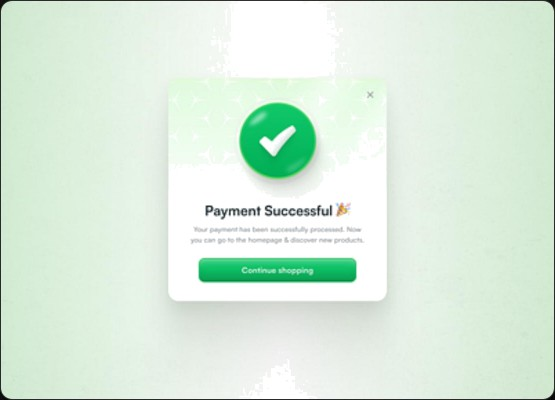 Payment Successful 🎉
Your payment has been successfully processed. Now
you can go to the homepage & discover new products.
Continue shopping